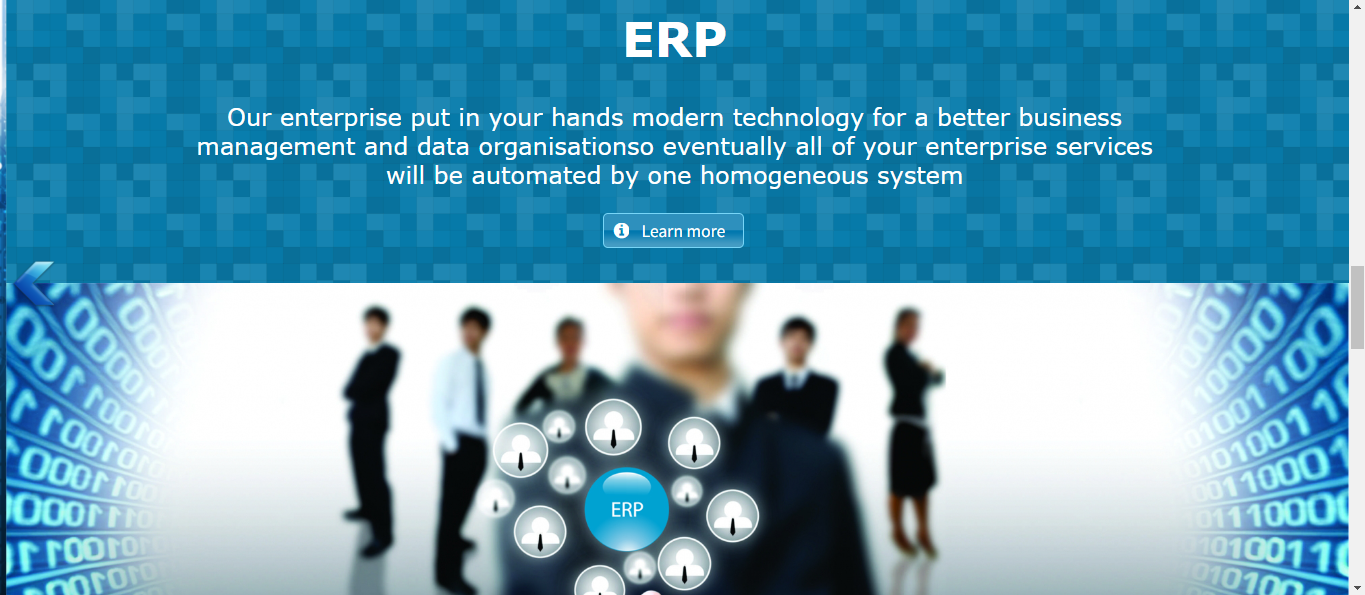 ERP
Our enterprise put in your hands modern technology for a better business
management and data organisationso eventually all of your enterprise services
will be automated by one homogeneous system
Learn more
ERP